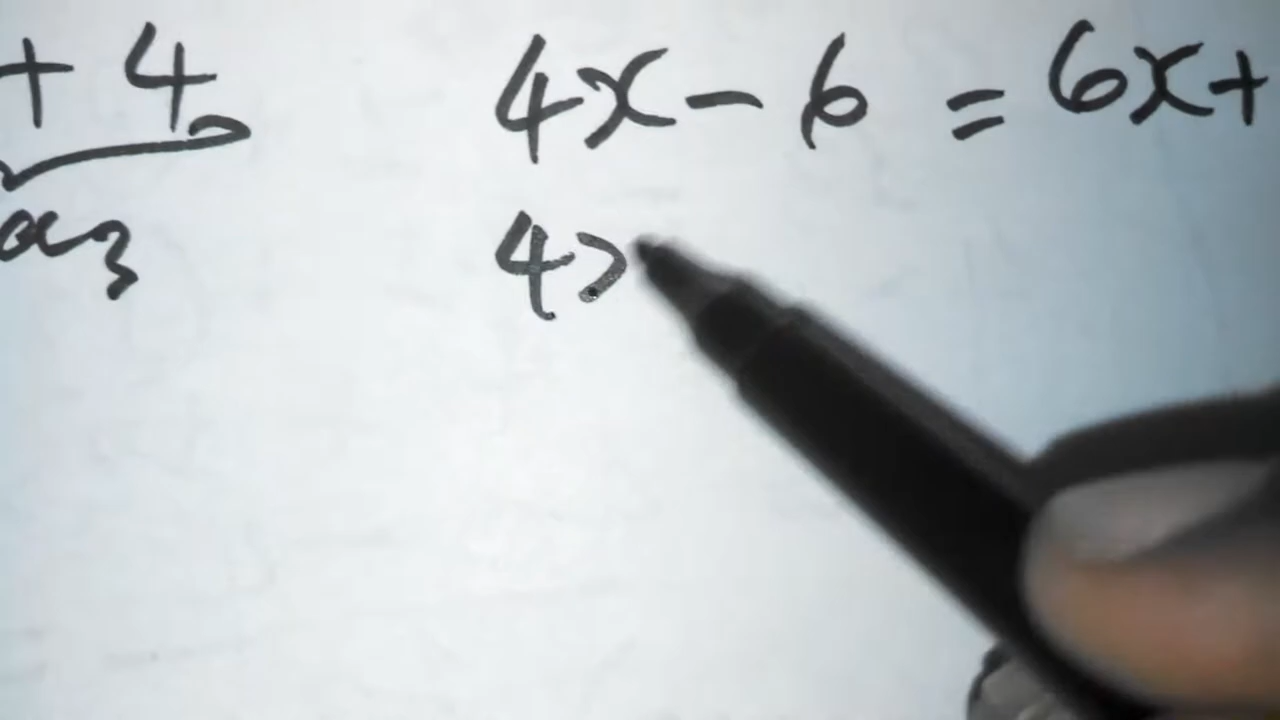 + 4
4x - 6 = 6x +
4